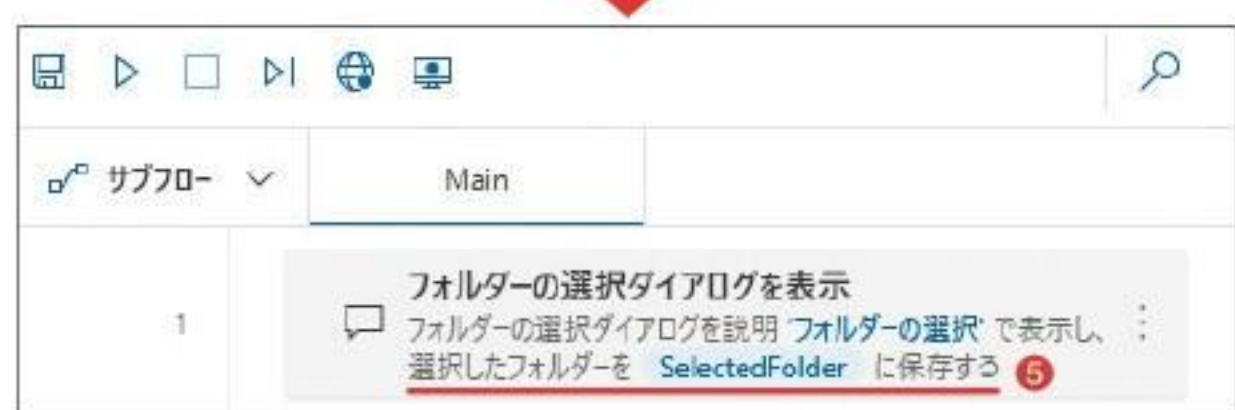 サブフロー
Main
1
フォルダーの選択ダイアログを表示
フォルダーの選択ダイアログを説明 'フォルダーの選択' で表示し、
選択したフォルダーを SelectedFolder に保存する 5